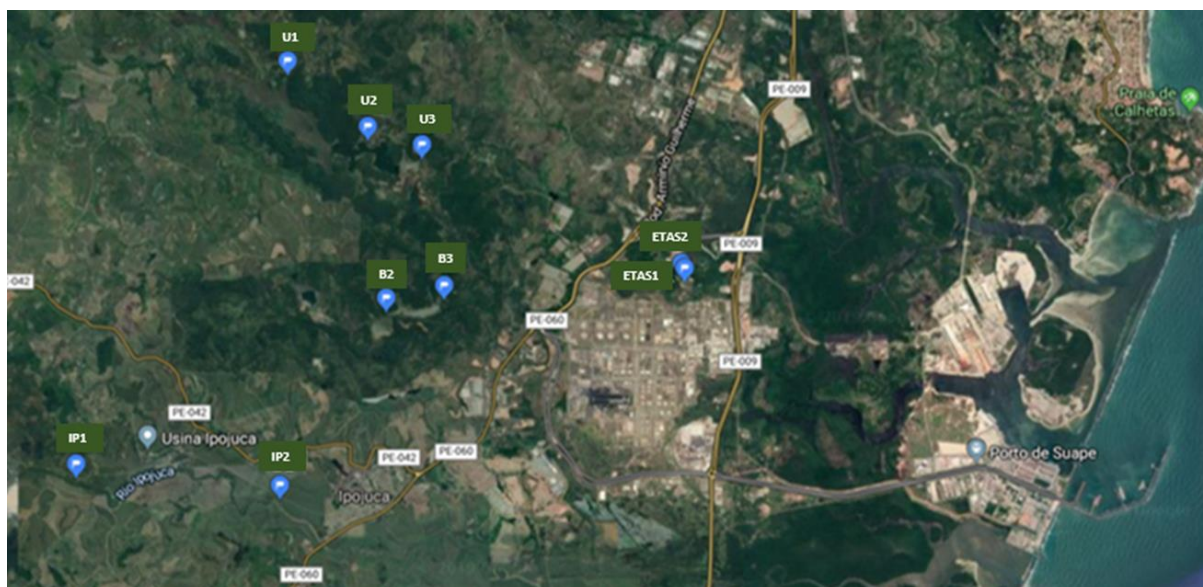 U1
PE-009
U2
U3
Praia de
Calhetas
ETAS2
PE-009
B2
B3
ETAS1
-042
PE-060
PE-009
PE-042
IP1
Usina Ipojuca
IP2
PE-042
PE-060
Porto de Suape
Rio Ipojuca
Ipojuca
PE-060